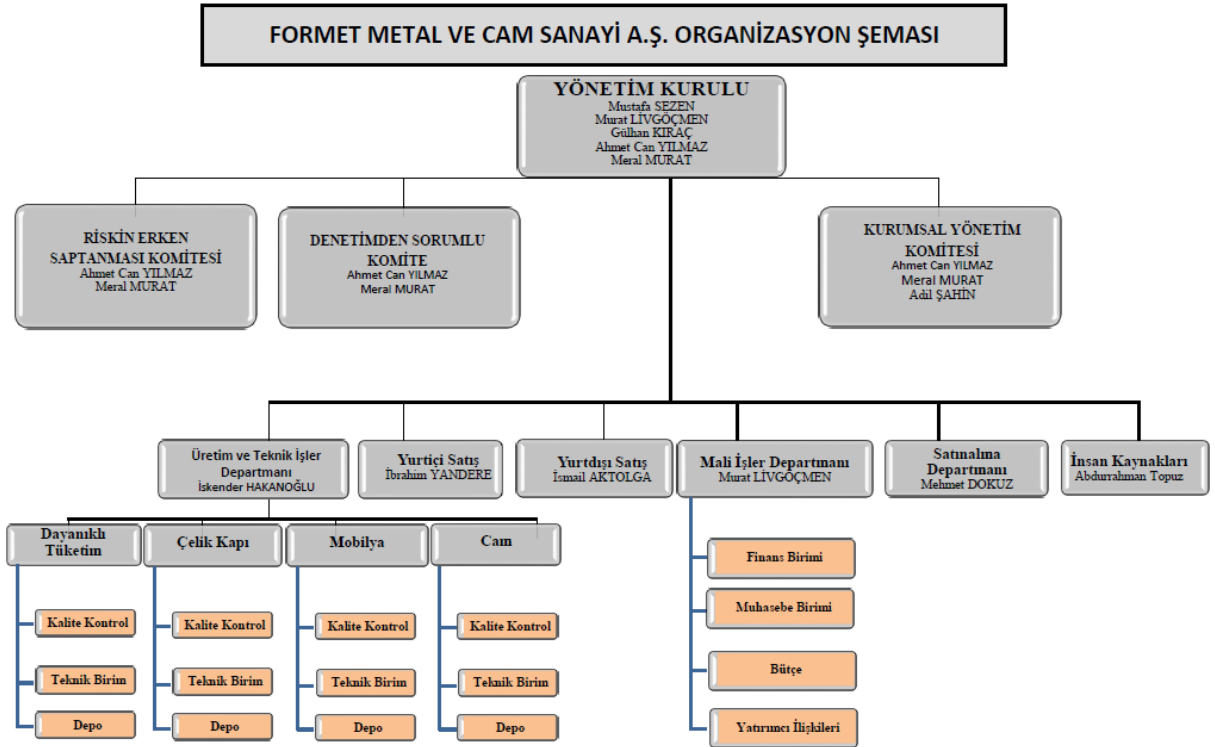 FORMET METAL VE CAM SANAYİ A.Ş. ORGANİZASYON ŞEMASI
YÖNETİM KURULU
Mustafa SEZEN
Murat LİVGÖÇMEN
Gülhan KIRAÇ
Ahmet Can YILMAZ
Meral MURAT
RİSKİN ERKEN
SAPTANMASI KOMİTESİ
Ahmet Can YILMAZ
Meral MURAT
DENETİMDEN SORUMLU
KOMİTE
Ahmet Can YILMAZ
Meral MURAT
KURUMSAL YÖNETİM
KOMİTESİ
Ahmet Can YILMAZ
Meral MURAT
Adil ŞAHİN
Üretim ve Teknik İşler
Departmanı
İskender HAKANOĞLU
Yurtiçi Satış
İbrahim YANDERE
Yurtdışı Satış
İsmail AKTOLGA
Mali İşler Departmanı
Murat LİVGÖÇMEN
Satınalma
Departmanı
Mehmet DOKUZ
İnsan Kaynakları
Abdurrahman Topuz
Dayanıklı
Tüketim
Kalite Kontrol
Teknik Birim
Depo
Çelik Kapı
Kalite Kontrol
Teknik Birim
Depo
Mobilya
Kalite Kontrol
Teknik Birim
Depo
Cam
Kalite Kontrol
Teknik Birim
Depo
Finans Birimi
Muhasebe Birimi
Bütçe
Yatırımcı İlişkileri